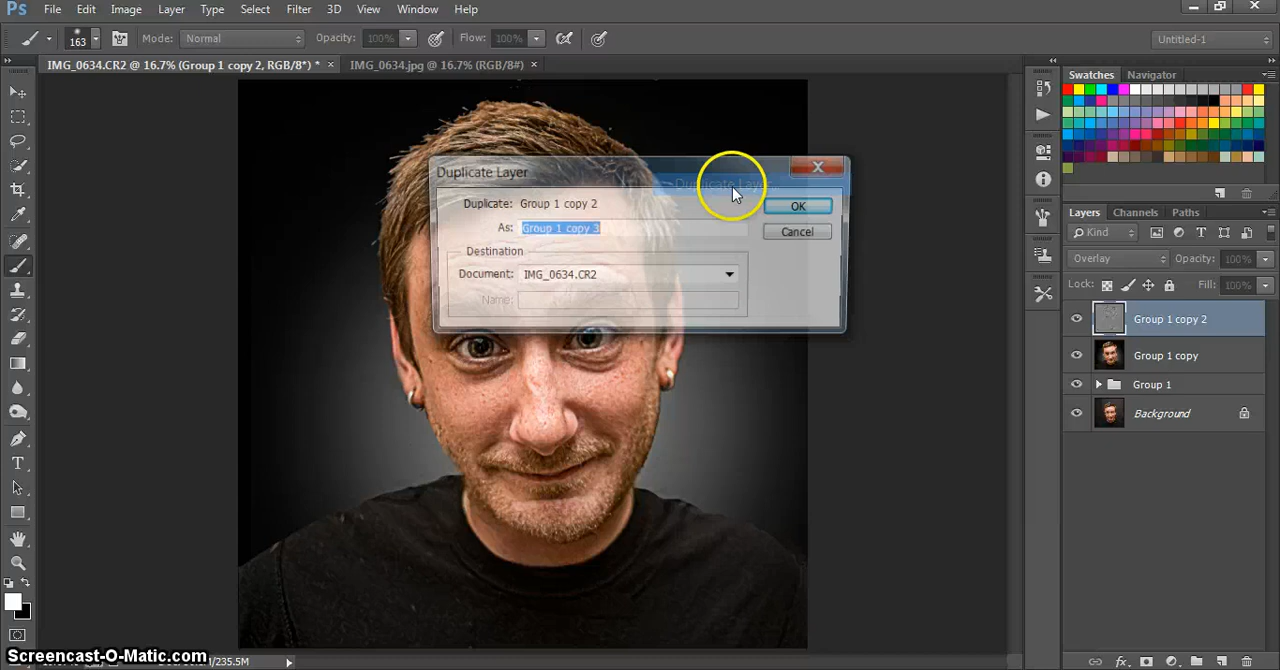 Ps File Edit Image Layer Type Select Filter 3D View Window Help
163 Mode: Normal Opacity: 100% Flow: 100% Untitled-1
IMG_0634.CR2 @ 16.7% (Group 1 copy 2, RGB/8*) * × IMG_0634.jpg @ 16.7% (RGB/8#) ×
Swatches Navigator
Duplicate Layer
Duplicate Layer...
Duplicate: Group 1 copy 2
OK
As: Group 1 copy 3
Cancel
Destination
Document: IMG_0634.CR2
Name:
Layers Channels Paths
Kind
Overlay Opacity: 100%
Lock: Fill: 100%
Group 1 copy 2
Group 1 copy
Group 1
Background
T
Screencast-O-Matic.com
/235.5M